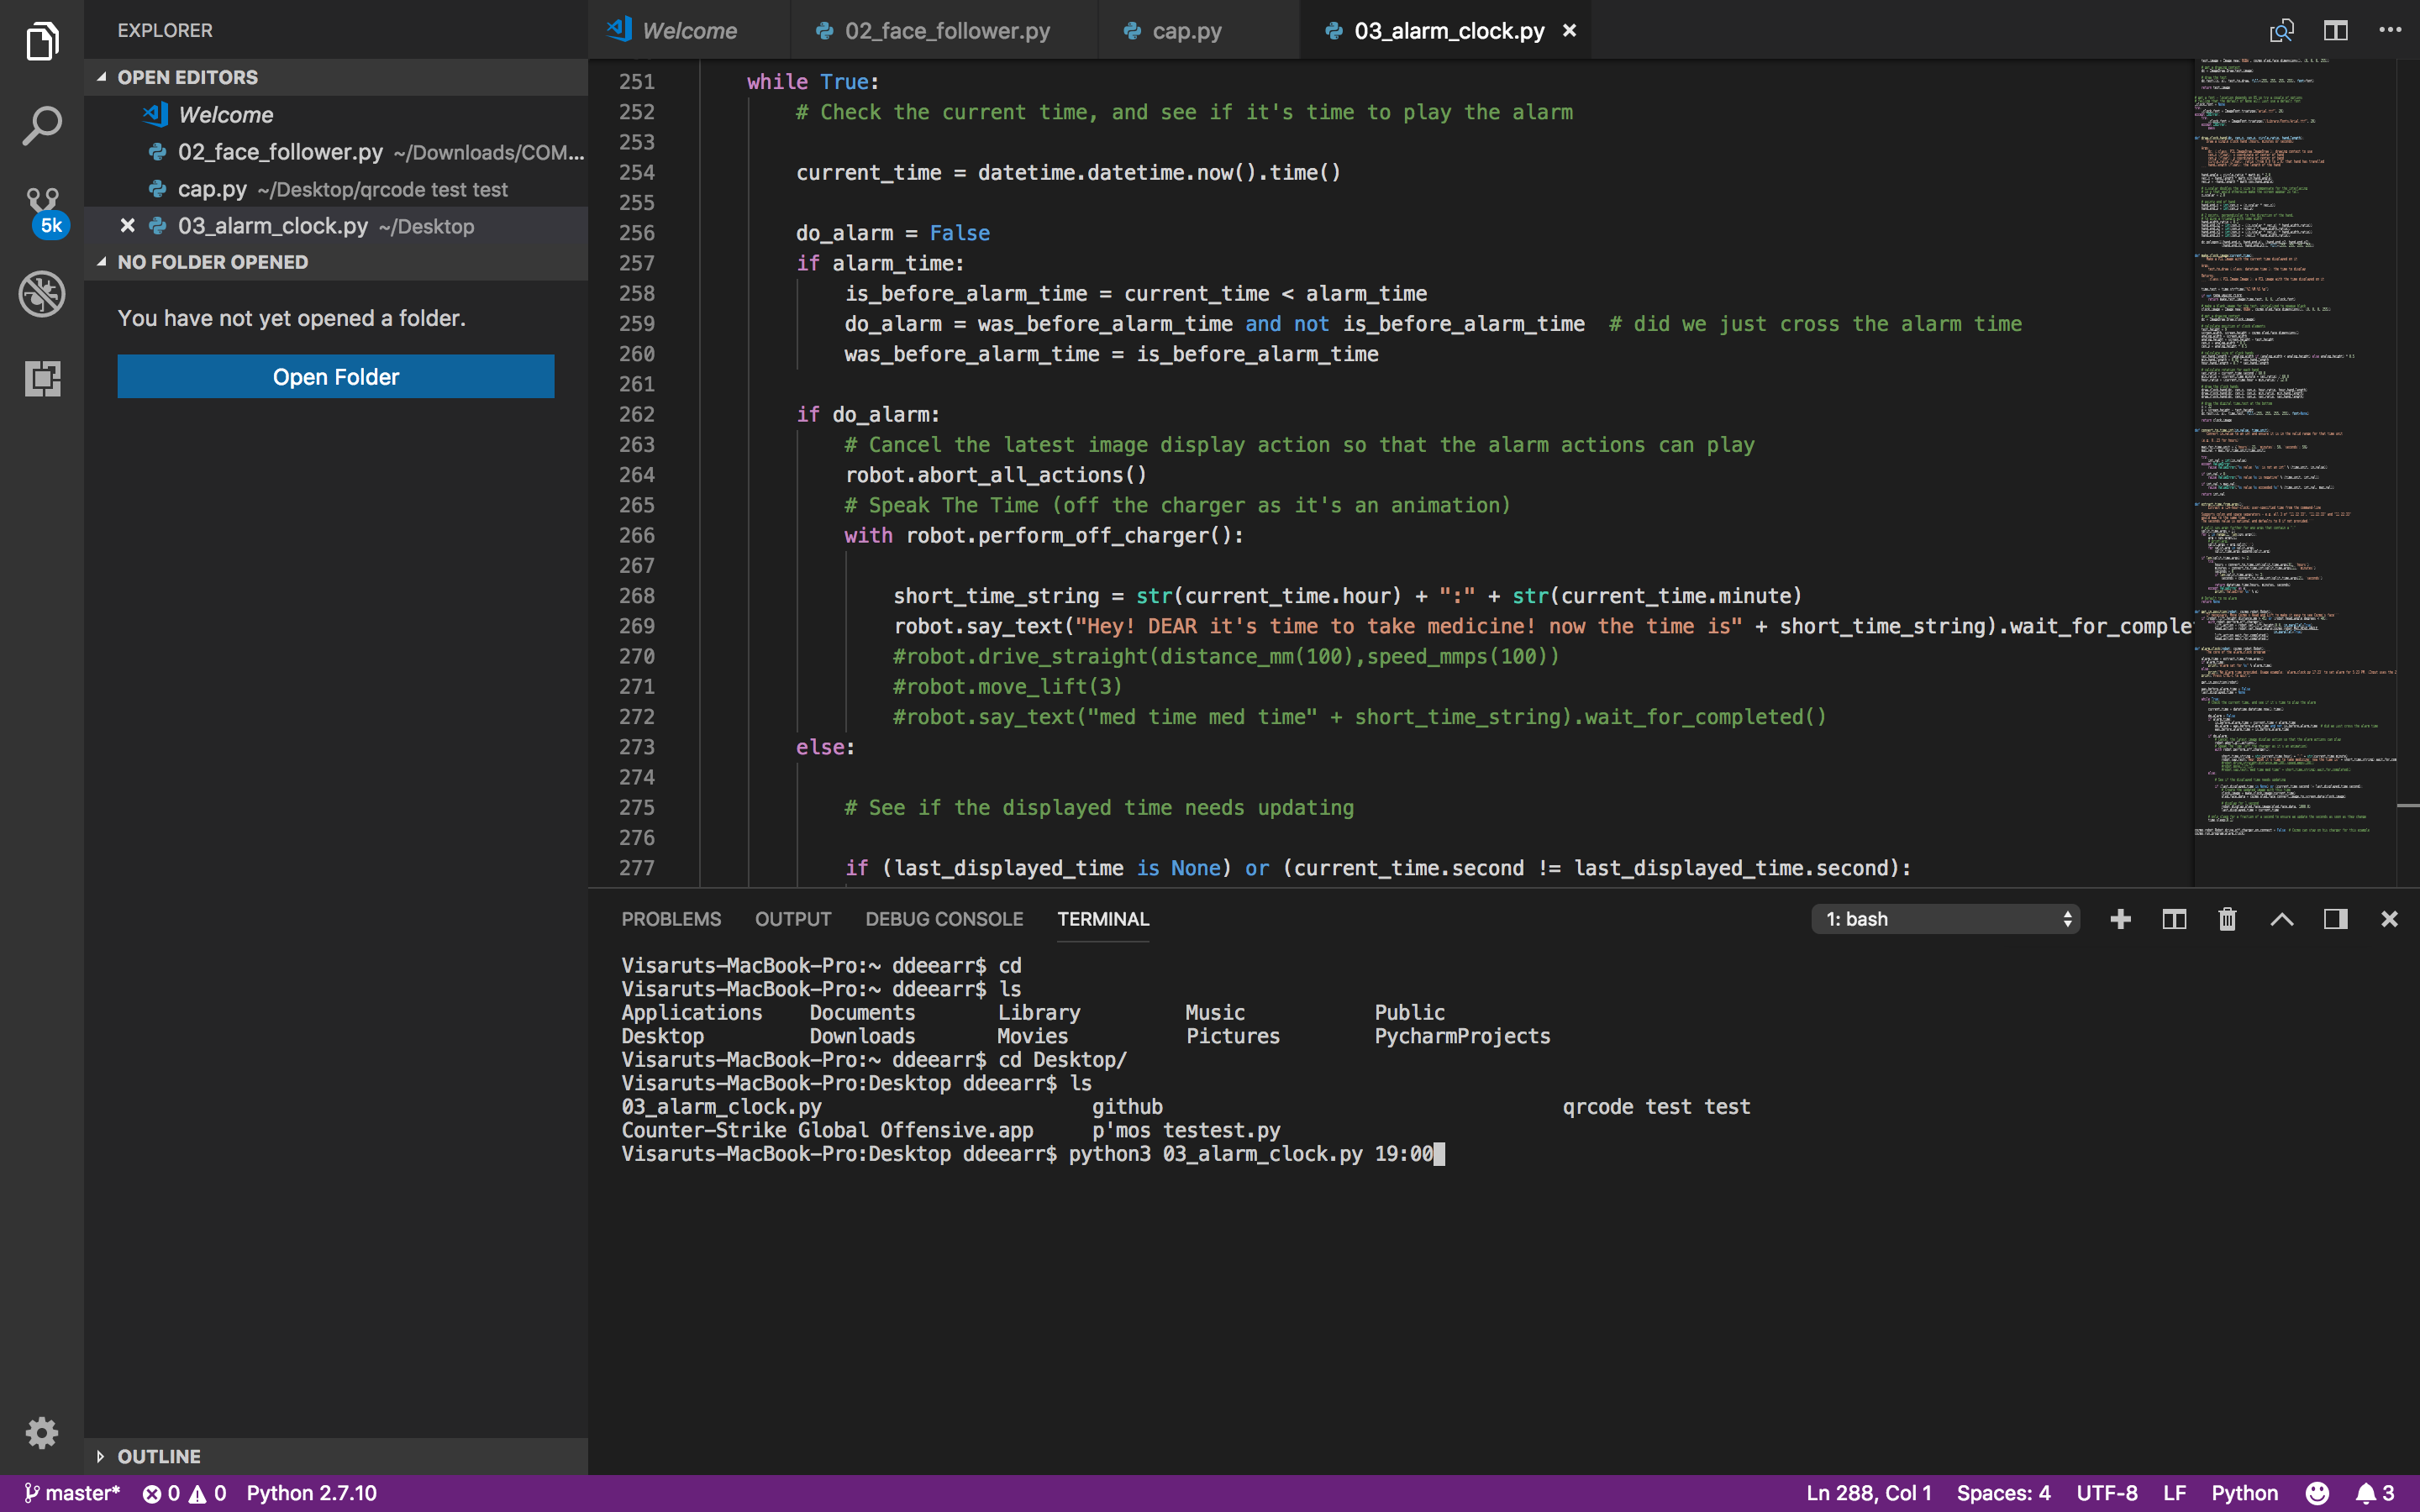 EXPLORER
OPEN EDITORS
Welcome
02_face_follower.py ~/Downloads/COM...
cap.py ~/Desktop/qrcode test test
03_alarm_clock.py ~/Desktop
NO FOLDER OPENED
You have not yet opened a folder.
Open Folder
5k
OUTLINE
Welcome 02_face_follower.py cap.py 03_alarm_clock.py
251 while True:
252 # Check the current time, and see if it's time to play the alarm
253
254 current_time = datetime.datetime.now().time()
255
256 do_alarm = False
257 if alarm_time:
258 is_before_alarm_time = current_time < alarm_time
259 do_alarm = was_before_alarm_time and not is_before_alarm_time  # did we just cross the alarm time
260 was_before_alarm_time = is_before_alarm_time
261
262 if do_alarm:
263 # Cancel the latest image display action so that the alarm actions can play
264 robot.abort_all_actions()
265 # Speak The Time (off the charger as it's an animation)
266 with robot.perform_off_charger():
267
268 short_time_string = str(current_time.hour) + ":" + str(current_time.minute)
269 robot.say_text("Hey! DEAR it's time to take medicine! now the time is" + short_time_string).wait_for_comple
270 #robot.drive_straight(distance_mm(100),speed_mmps(100))
271 #robot.move_lift(3)
272 #robot.say_text("med time med time" + short_time_string).wait_for_completed()
273 else:
274
275 # See if the displayed time needs updating
276
277 if (last_displayed_time is None) or (current_time.second != last_displayed_time.second):
PROBLEMS OUTPUT DEBUG CONSOLE TERMINAL 1: bash
Visaruts-MacBook-Pro:~ ddeearr$ cd
Visaruts-MacBook-Pro:~ ddeearr$ ls
Applications Documents Library Music Public
Desktop Downloads Movies Pictures PycharmProjects
Visaruts-MacBook-Pro:~ ddeearr$ cd Desktop/
Visaruts-MacBook-Pro:Desktop ddeearr$ ls
03_alarm_clock.py github qrcode test test
Counter-Strike Global Offensive.app p'mos testest.py
Visaruts-MacBook-Pro:Desktop ddeearr$ python3 03_alarm_clock.py 19:00
master* 0 0 Python 2.7.10 Ln 288, Col 1 Spaces: 4 UTF-8 LF Python 3